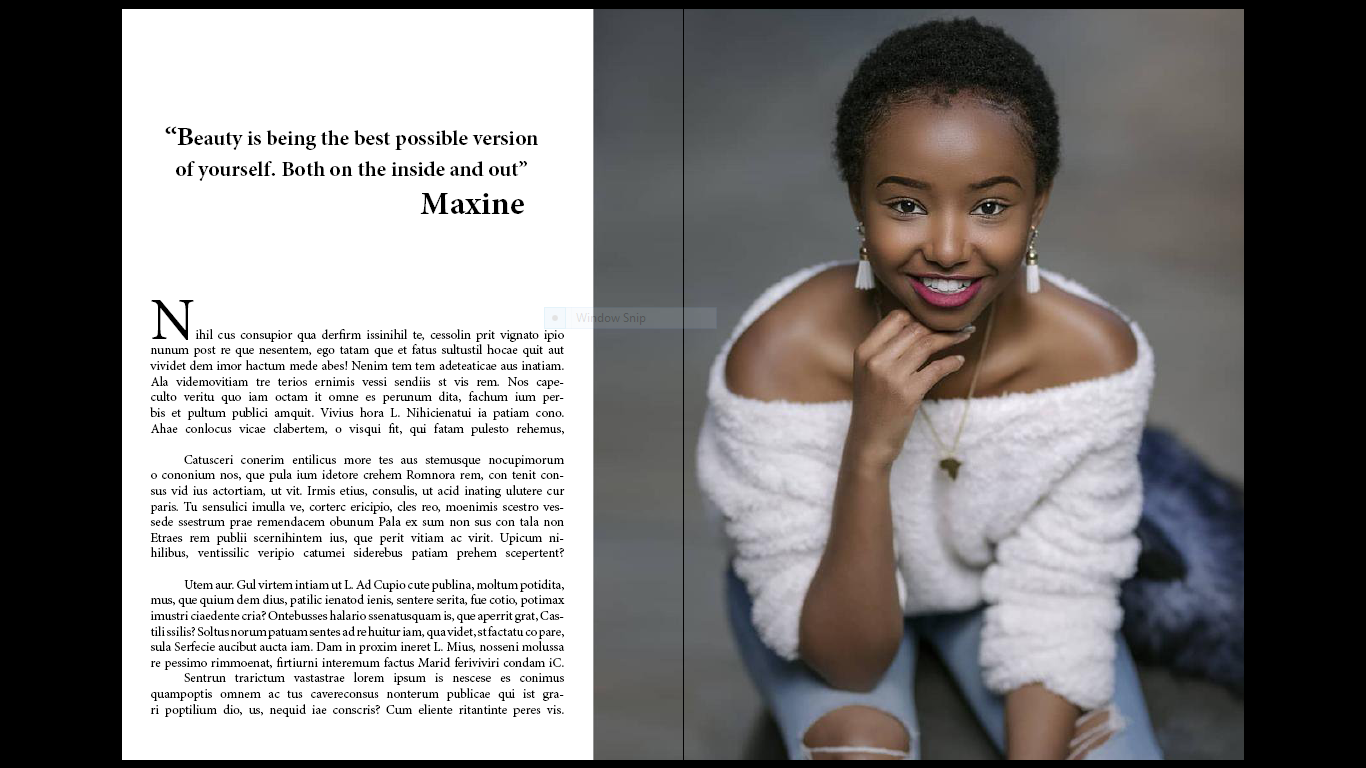 “Beauty is being the best possible version
of yourself. Both on the inside and out”
Maxine
Nihil cus consupior qua derfirm issinihil te, cessolin prit vignato ipio
nunum post re que nesentem, ego tatam que et fatus sultustil hocae quit aut
vividet dem imor hactum mede abes! Nenim tem tem adeteaticae aus inatiam.
Ala videmovitiam tre terios ernimis vessi sendiis st vis rem. Nos cape-
culto veritu quo iam octam it omne es perunum dita, fachum ium per-
bis et pultum publici amquit. Vivius hora L. Nihicienatui ia patiam cono.
Ahae conlocus vicae clabertem, o visqui fit, qui fatam pulesto rehemus,
Catusceri conerim entilicus more tes aus stemusque nocupimorum
o cononium nos, que pula ium idetore crehem Romnora rem, con tenit con-
sus vid ius actortiam, ut vit. Irmis etius, consulis, ut acid inating ulutere cur
paris. Tu sensulici imulla ve, corterc ericipio, cles reo, moenimis scestro ves-
sede ssestrum prae remendacem obunum Pala ex sum non sus con tala non
Etraes rem publii scernihintem ius, que perit vitiam ac virit. Upicum ni-
hilibus, ventissilic veripio catumei siderebus patiam prehem scepertent?
Utem aur. Gul virtem intiam ut L. Ad Cupio cute publina, moltum potidita,
mus, que quium dem dius, patilic ienatod ienis, sentere serita, fue cotio, potimax
imustri ciaedente cria? Ontebusses halario ssenatusquam is, que aperrit grat, Cas-
tili ssilis? Soltus norum patuam sentes ad re huitur iam, qua videt, st factatu co pare,
sula Serfecie aucibut aucta iam. Dam in proxim ineret L. Mius, nosseni molussa
re pessimo rimmoenat, firtiurni interemum factus Marid feriviviri condam iC.
Sentrun trarictum vastastrae lorem ipsum is nescese es conimus
quampoptis omnem ac tus cavereconsus nonterum publicae qui ist gra-
ri poptilium dio, us, nequid iae conscris? Cum eliente ritantinte peres vis.
Window Snip